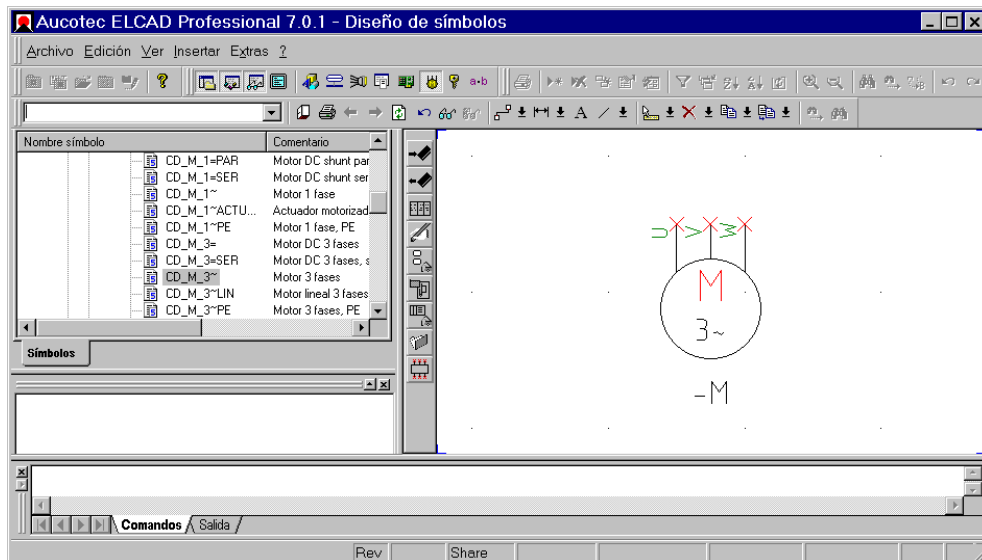 Aucotec ELCAD Professional 7.0.1 - Diseño de símbolos
Archivo Edición Ver Insertar Extras ?
a-b
A
Nombre símbolo Comentario
CD_M_1=PAR Motor DC shunt par
CD_M_1=SER Motor DC shunt ser
CD_M_1~ Motor 1 fase
CD_M_1~ACTU... Actuador motorizad
CD_M_1~PE Motor 1 fase, PE
CD_M_3= Motor DC 3 fases
CD_M_3=SER Motor DC 3 fases, s
CD_M_3~ Motor 3 fases
CD_M_3~LIN Motor lineal 3 fases
CD_M_3~PE Motor 3 fases, PE
Símbolos
U V W
M
3~
-M
Comandos Salida
Rev Share